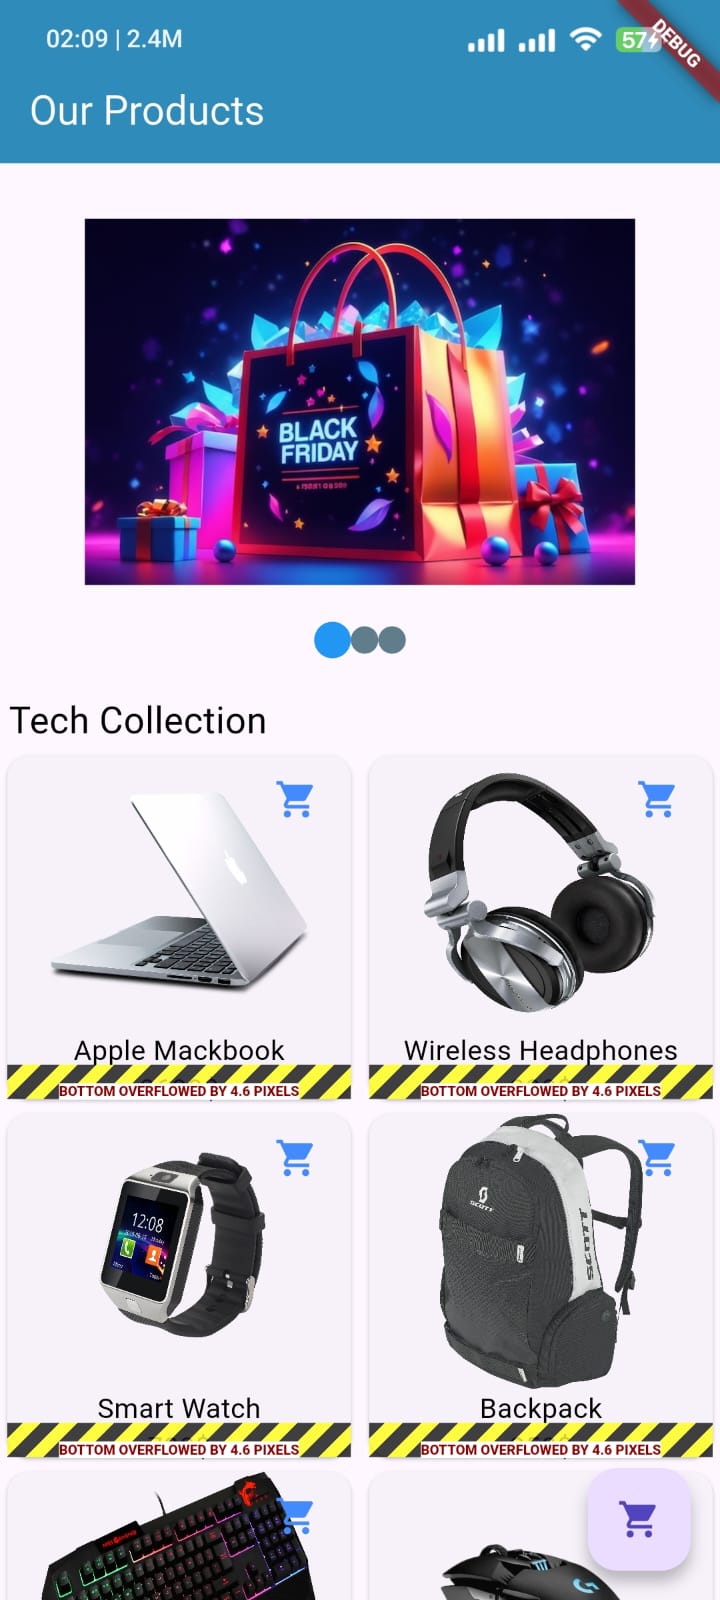 02:09 | 2.4M
57
DEBUG
Our Products
BLACK
FRIDAY
Tech Collection
Apple Mackbook
Wireless Headphones
BOTTOM OVERFLOWED BY 4.6 PIXELS
BOTTOM OVERFLOWED BY 4.6 PIXELS
12:08
SCOTT
SCOTT
Smart Watch
Backpack
BOTTOM OVERFLOWED BY 4.6 PIXELS
BOTTOM OVERFLOWED BY 4.6 PIXELS